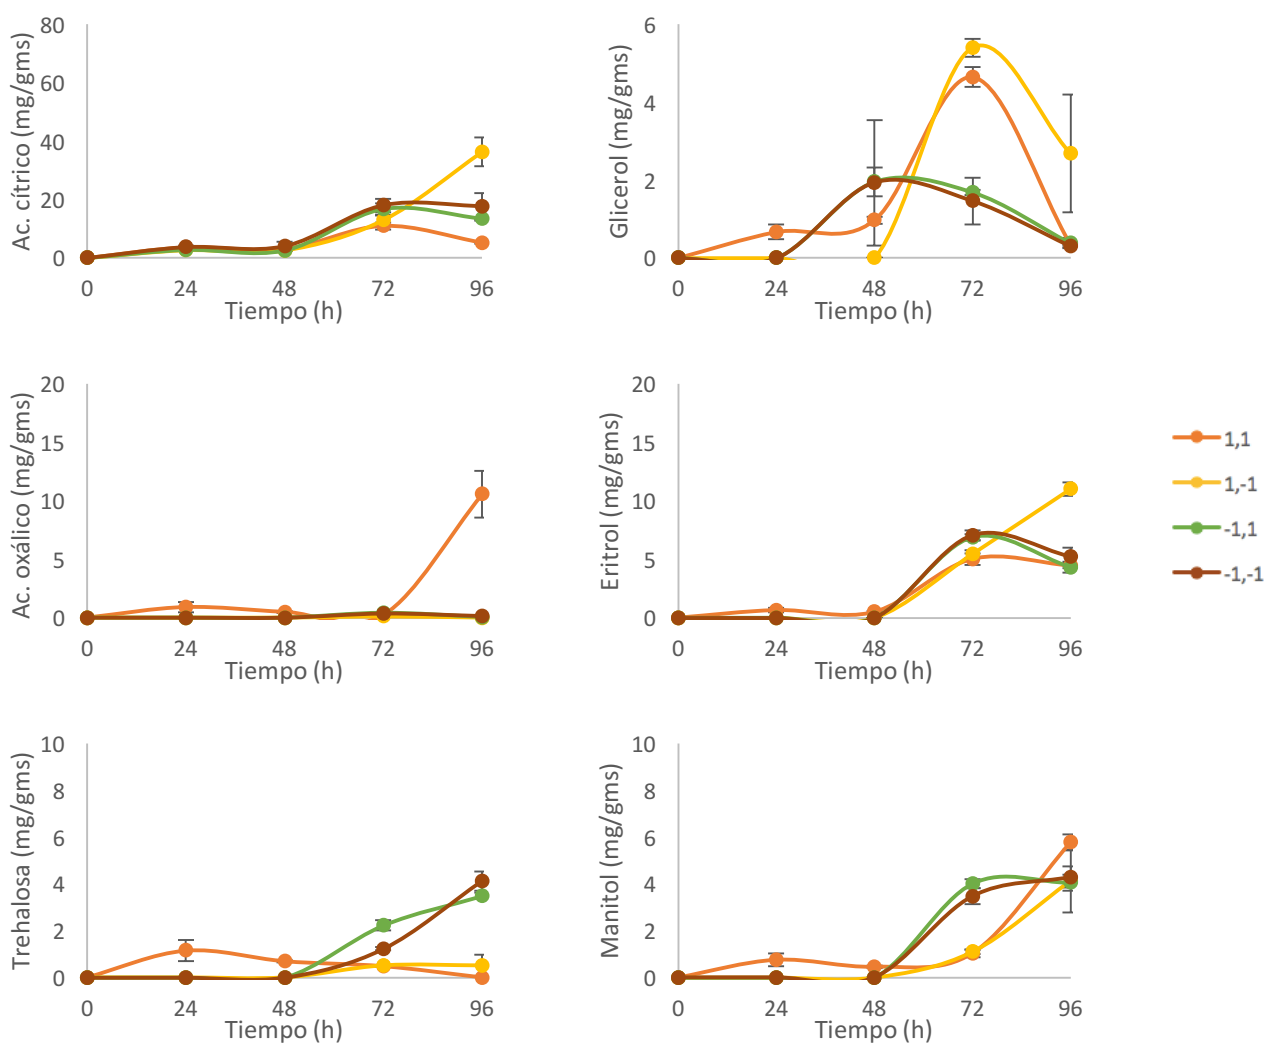 Ac. cítrico (mg/gms)
80
60
40
20
0
0 24 48 72 96
Tiempo (h)
Glicerol (mg/gms)
6
4
2
0
0 24 48 72 96
Tiempo (h)
Ac. oxálico (mg/gms)
20
15
10
5
0
0 24 48 72 96
Tiempo (h)
Eritrol (mg/gms)
20
15
10
5
0
0 24 48 72 96
Tiempo (h)
1,1
1,-1
-1,1
-1,-1
Trehalosa (mg/gms)
10
8
6
4
2
0
0 24 48 72 96
Tiempo (h)
Manitol (mg/gms)
10
8
6
4
2
0
0 24 48 72 96
Tiempo (h)